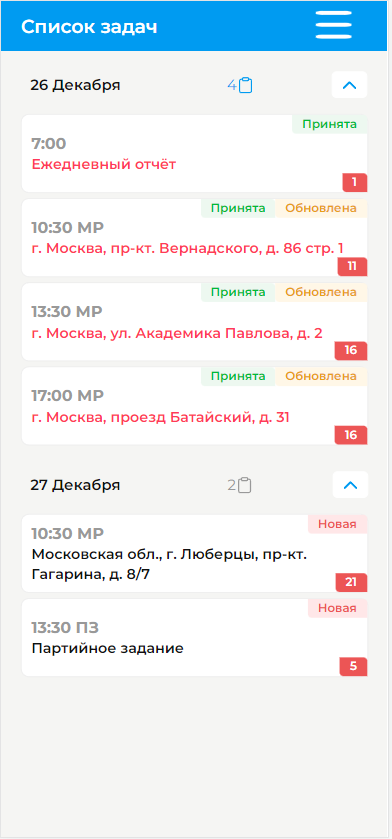 Список задач
26 Декабря
4
Принята
7:00
Ежедневный отчёт
1
Принята Обновлена
10:30 МР
г. Москва, пр-кт. Вернадского, д. 86 стр. 1
11
Принята Обновлена
13:30 МР
г. Москва, ул. Академика Павлова, д. 2
16
Принята Обновлена
17:00 МР
г. Москва, проезд Батайский, д. 31
16
27 Декабря
2
Новая
10:30 МР
Московская обл., г. Люберцы, пр-кт.
Гагарина, д. 8/7
21
Новая
13:30 ПЗ
Партийное задание
5